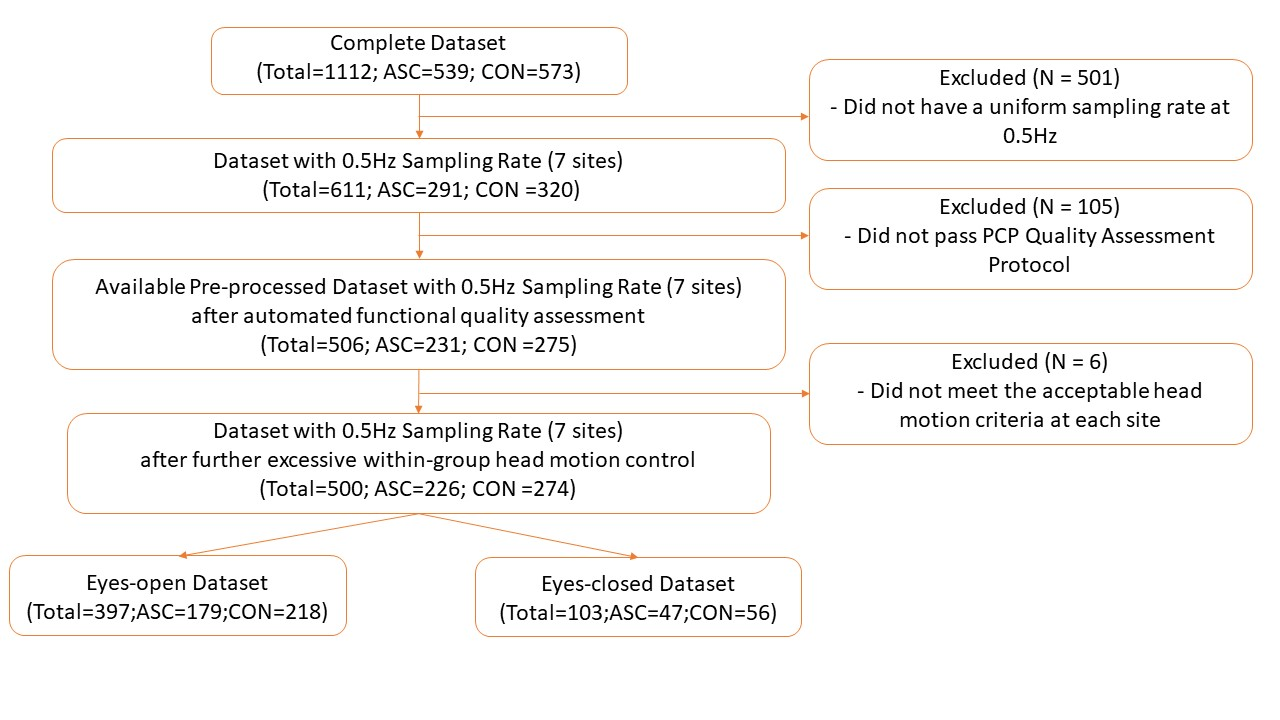 Complete Dataset
(Total=1112; ASC=539; CON=573)
Excluded (N = 501)
- Did not have a uniform sampling rate at
0.5Hz
Dataset with 0.5Hz Sampling Rate (7 sites)
(Total=611; ASC=291; CON =320)
Excluded (N = 105)
- Did not pass PCP Quality Assessment
Protocol
Available Pre-processed Dataset with 0.5Hz Sampling Rate (7 sites)
after automated functional quality assessment
(Total=506; ASC=231; CON =275)
Excluded (N = 6)
- Did not meet the acceptable head
motion criteria at each site
Dataset with 0.5Hz Sampling Rate (7 sites)
after further excessive within-group head motion control
(Total=500; ASC=226; CON =274)
Eyes-open Dataset
(Total=397;ASC=179;CON=218)
Eyes-closed Dataset
(Total=103;ASC=47;CON=56)